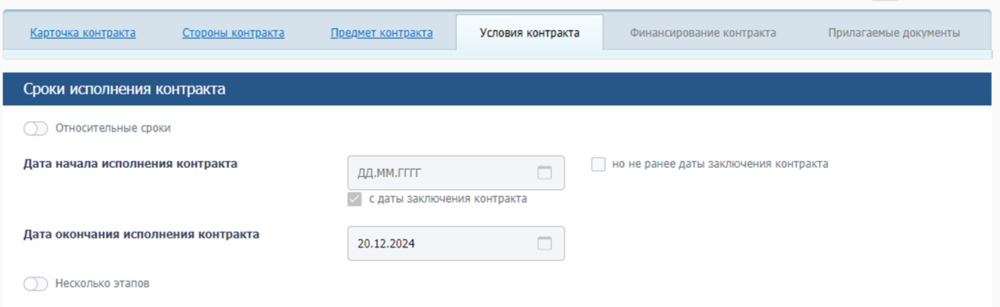 Карточка контракта Стороны контракта Предмет контракта Условия контракта Финансирование контракта Прилагаемые документы
Сроки исполнения контракта
Относительные сроки
Дата начала исполнения контракта ДД.ММ.ГГГГ но не ранее даты заключения контракта
с даты заключения контракта
Дата окончания исполнения контракта 20.12.2024
Несколько этапов